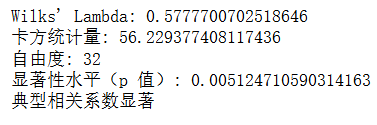 Wilks' Lambda: 0.5777700702518646
卡方统计量: 56.229377408117436
自由度: 32
显著性水平（p 值）: 0.005124710590314163
典型相关系数显著